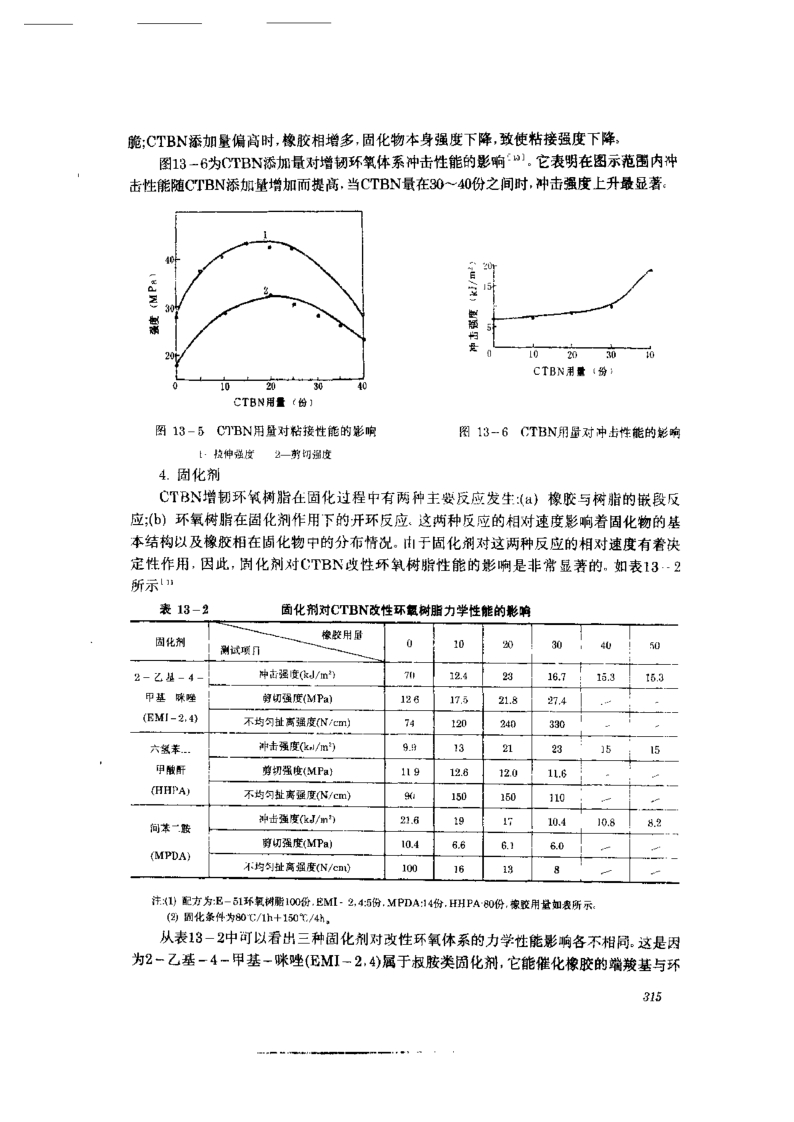 脆;CTBN添加量偏高时,橡胶相增多,固化物本身强度下降,致使粘接强度下降。
图13-6为CTBN添加量对增韧环氧体系冲击性能的影响。它表明在图示范围内冲
击性能随CTBN添加量增加而提高,当CTBN量在30~40份之间时,冲击强度上升最显著。
强度 (MPa)
40
30
20
1
2
0 10 20 30 40
CTBN用量(份)
冲击强度 (kJ/m²)
20
15
5
0 10 20 30 40
CTBN用量(份)
图 13-5 CTBN用量对粘接性能的影响
1-拉伸强度 2—剪切强度
图 13-6 CTBN用量对冲击性能的影响
4. 固化剂
CTBN增韧环氧树脂在固化过程中有两种主要反应发生:(a) 橡胶与树脂的嵌段反
应;(b) 环氧树脂在固化剂作用下的开环反应、这两种反应的相对速度影响着固化物的基
本结构以及橡胶相在固化物中的分布情况。由于固化剂对这两种反应的相对速度有着决
定性作用,因此,固化剂对CTBN改性环氧树脂性能的影响是非常显著的。如表13-2
所示
表 13-2 固化剂对CTBN改性环氧树脂力学性能的影响
固化剂 橡胶用量 测试项目 0 10 20 30 40 50
2-乙基-4-甲基 咪唑 (EMI-2,4)
冲击强度(kJ/m²) 70 12.4 23 16.7 15.3 15.3
剪切强度(MPa) 12.6 17.5 21.8 27.4 - -
不均匀扯离强度(N/cm) 74 120 240 330 - -
六氢苯二甲酸酐 (HHPA)
冲击强度(kJ/m²) 9.9 13 21 23 15 15
剪切强度(MPa) 11.9 12.6 12.0 11.6 - -
不均匀扯离强度(N/cm) 90 150 150 110 - -
间苯二胺 (MPDA)
冲击强度(kJ/m²) 21.6 19 17 10.4 10.8 8.2
剪切强度(MPa) 10.4 6.6 6.1 6.0 - -
不均匀扯离强度(N/cm) 100 16 13 8 - -
注:(1) 配方为:E-51环氧树脂100份,EMI-2,4:5份,MPDA:14份,HHPA:80份,橡胶用量如表所示。
(2) 固化条件为80℃/1h+150℃/4h。
从表13-2中可以看出三种固化剂对改性环氧体系的力学性能影响各不相同。这是因
为2-乙基-4-甲基-咪唑(EMI-2,4)属于叔胺类固化剂,它能催化橡胶的端羧基与环
315